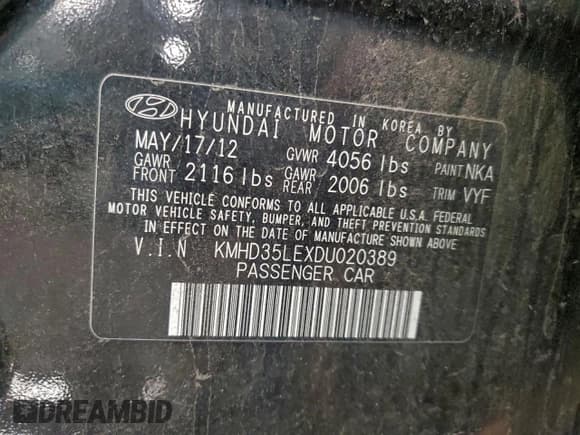 MANUFACTURED IN KOREA BY
HYUNDAI MOTOR COMPANY
MAY/17/12 GVWR 4056 lbs PAINT NKA
GAWR FRONT 2116 lbs GAWR REAR 2006 lbs TRIM VYF
THIS VEHICLE CONFORMS TO ALL APPLICABLE U.S.A. FEDERAL
MOTOR VEHICLE SAFETY, BUMPER, AND THEFT PREVENTION STANDARDS
IN EFFECT ON THE DATE OF MANUFACTURE SHOWN ABOVE
V.I.N KMHD35LEXDU020389
PASSENGER CAR
DREAMBID